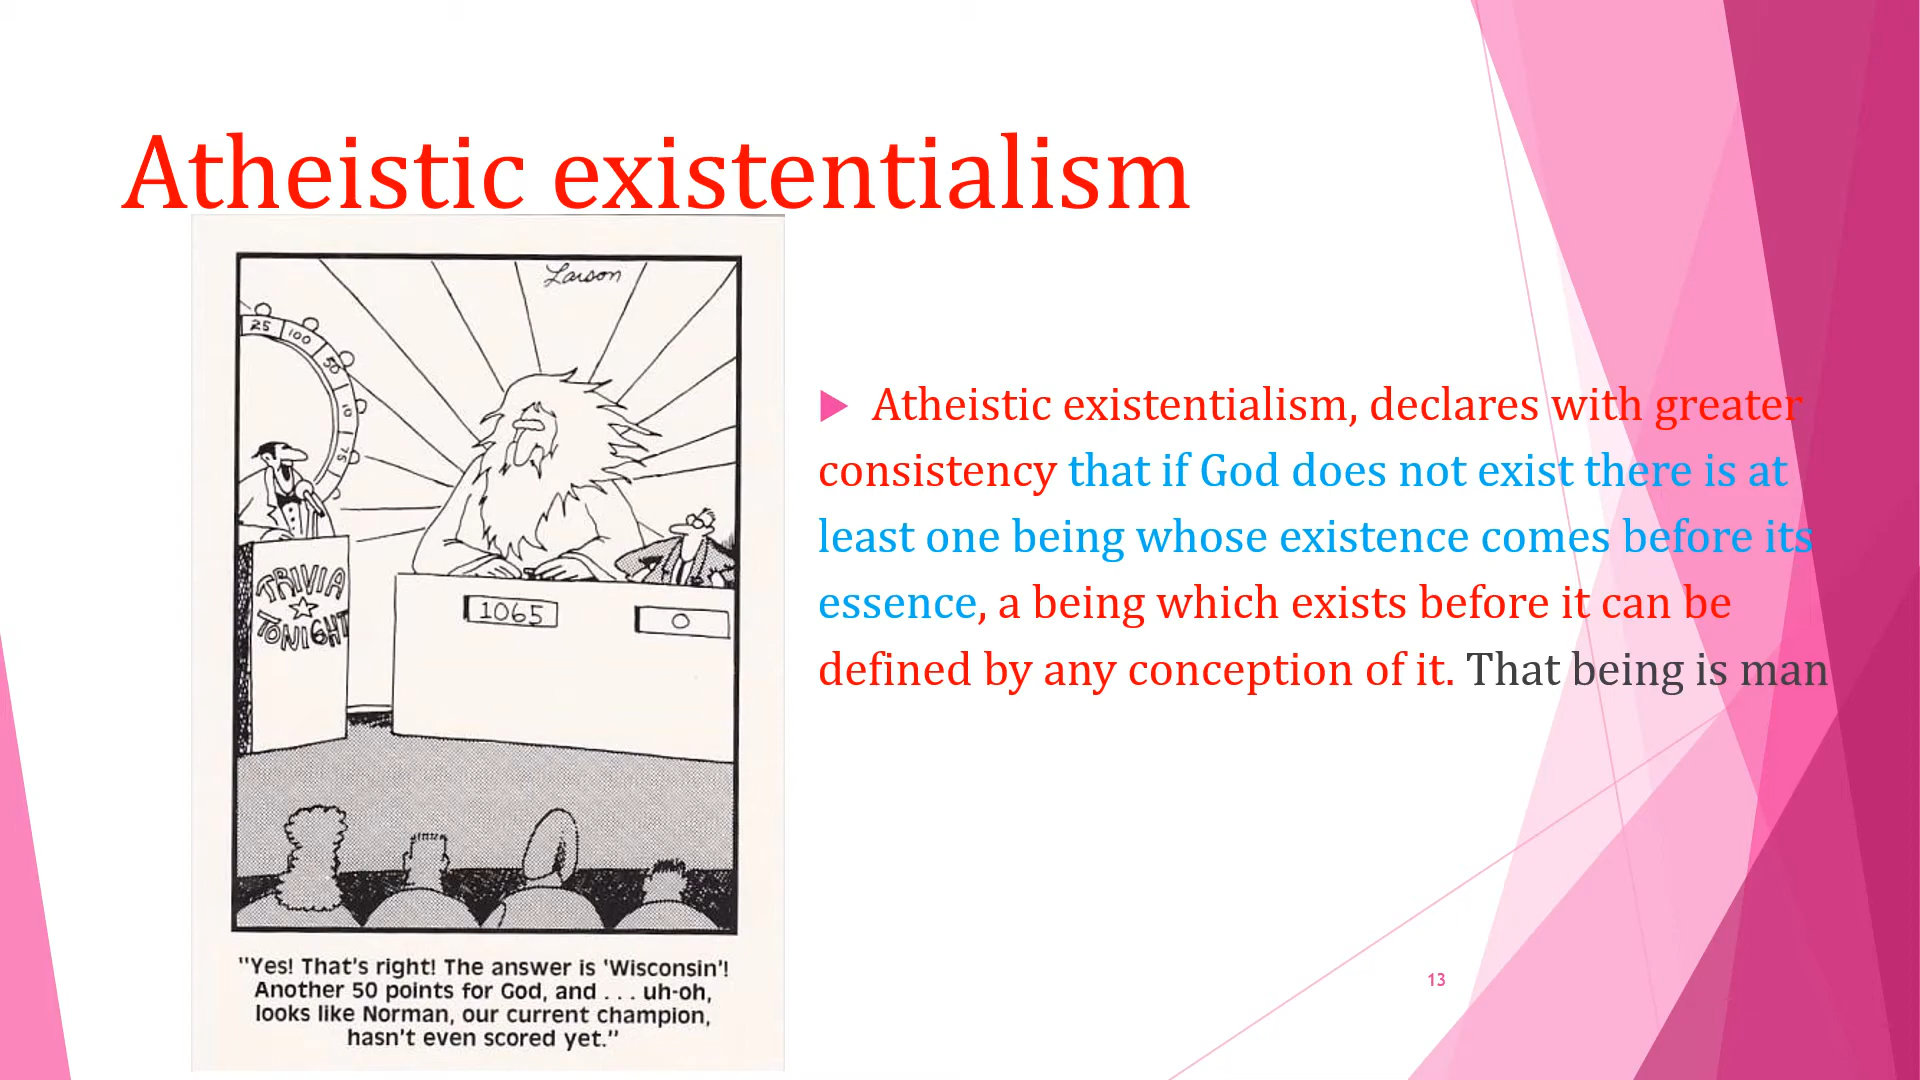 Atheistic existentialism
Larson
25
100
50
10
75
TRIVIA
TONIGHT
1065
0
"Yes! That's right! The answer is 'Wisconsin'!
Another 50 points for God, and . . . uh-oh,
looks like Norman, our current champion,
hasn't even scored yet."
Atheistic existentialism, declares with greater
consistency that if God does not exist there is at
least one being whose existence comes before its
essence, a being which exists before it can be
defined by any conception of it. That being is man
13